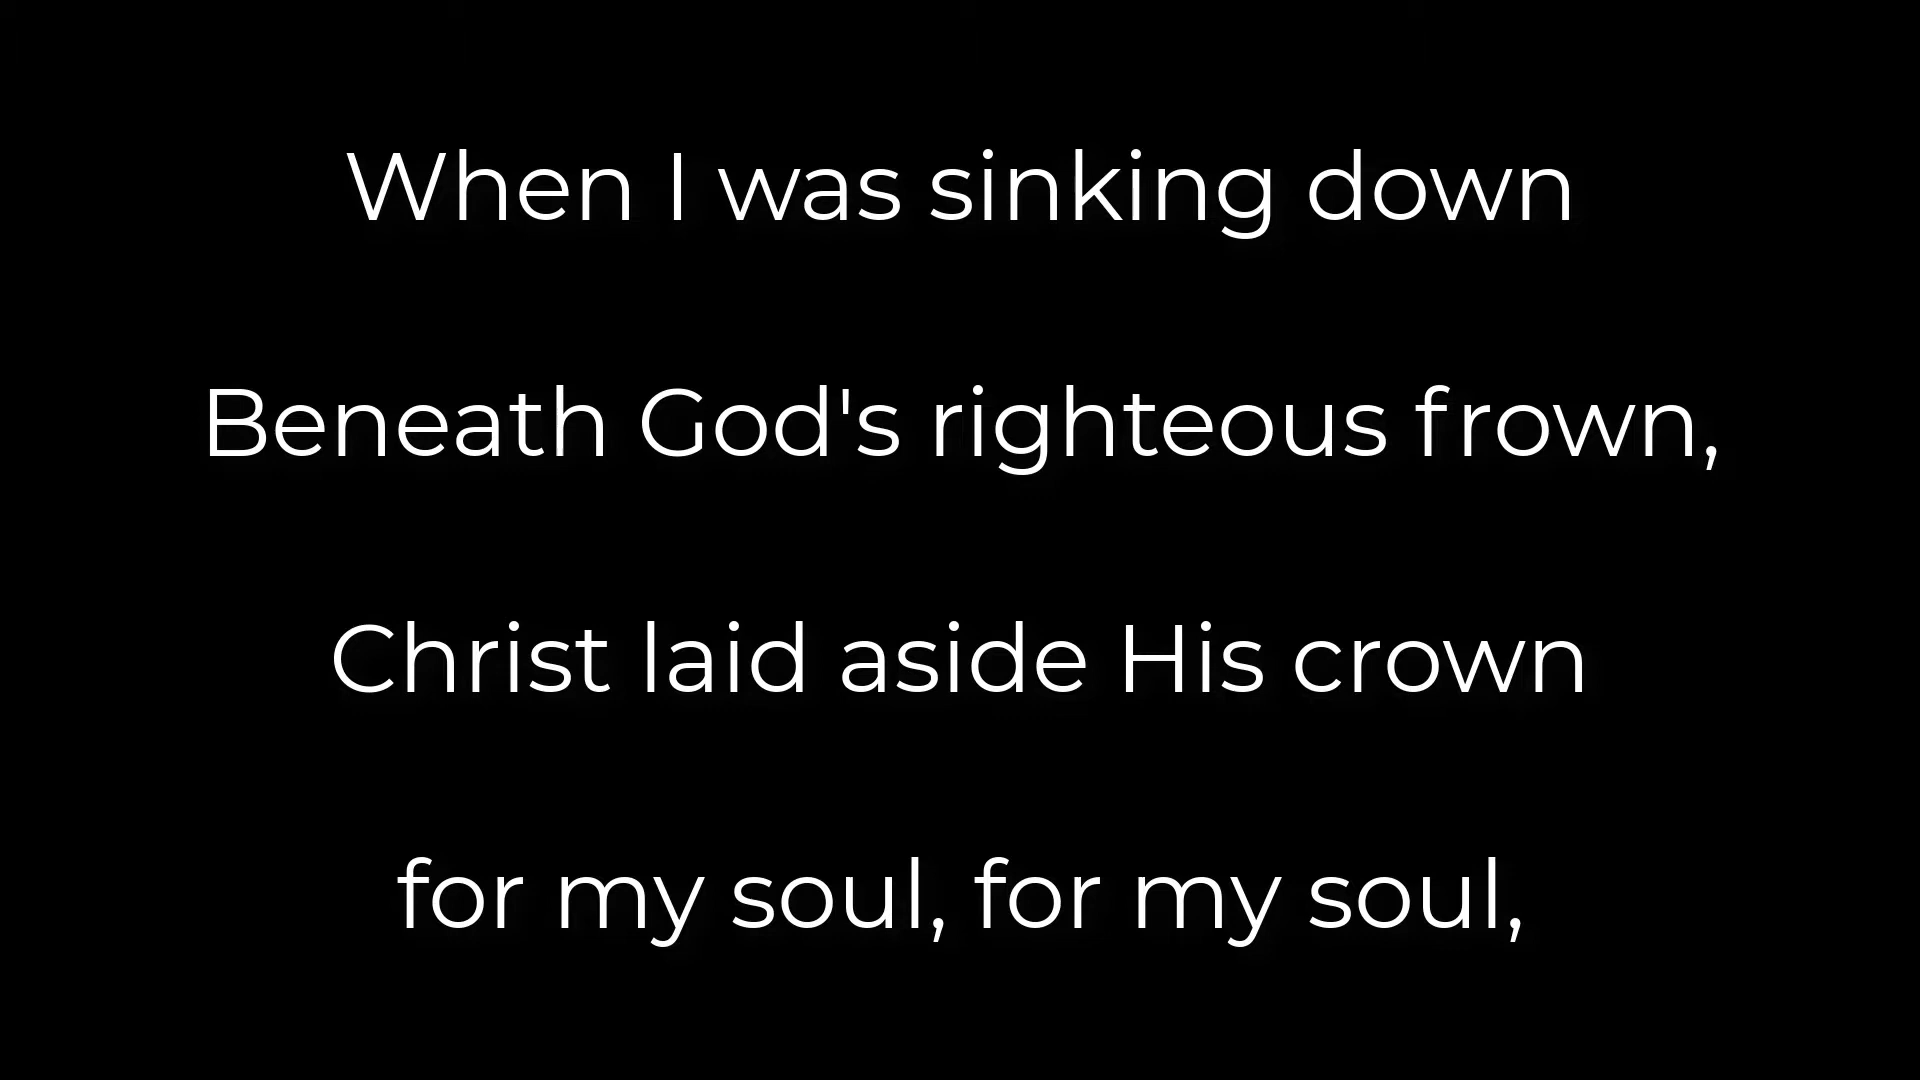 When I was sinking down
Beneath God's righteous frown,
Christ laid aside His crown
for my soul, for my soul,